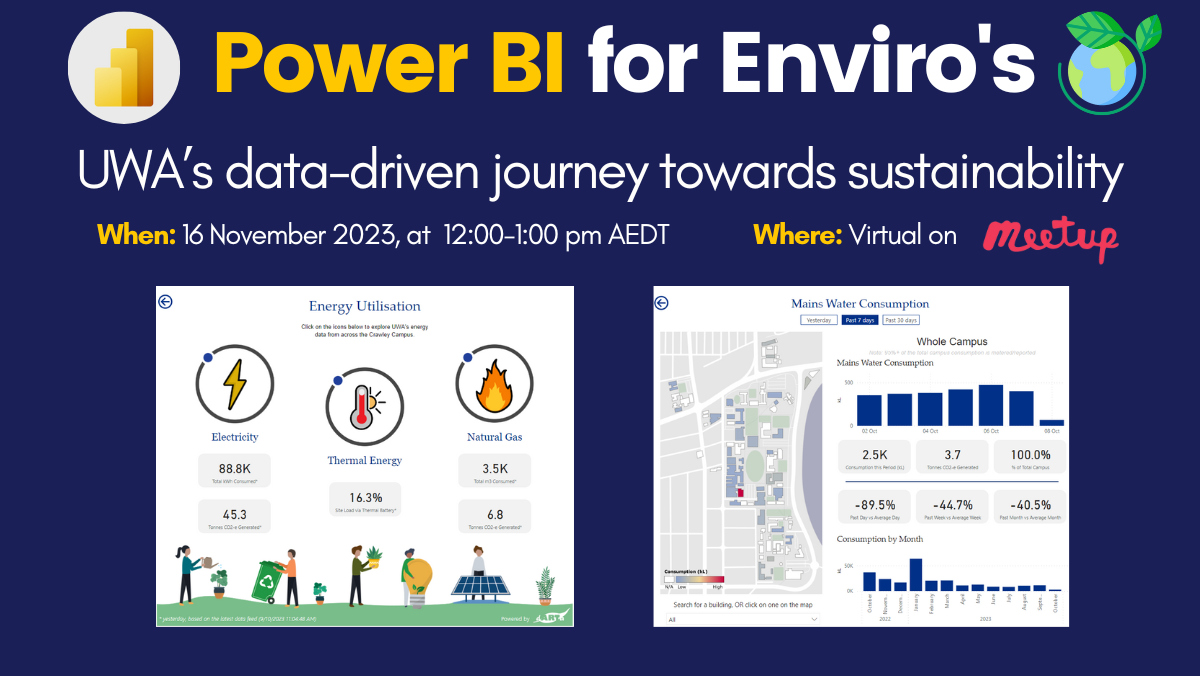 Power BI for Enviro's
UWA's data-driven journey towards sustainability
When: 16 November 2023, at 12:00-1:00 pm AEDT
Where: Virtual on meetup
Energy Utilisation
Click on the icons below to explore UWA's energy
data from across the Crawley Campus.
Electricity
88.8K
Total kWh Consumed*
45.3
Tonnes CO2-e Generated*
Thermal Energy
16.3%
Site Load via Thermal Battery*
Natural Gas
3.5K
Total m3 Consumed*
6.8
Tonnes CO2-e Generated*
* yesterday, based on the latest data feed
Powered by
Mains Water Consumption
Yesterday
Past 7 days
Past 30 days
Whole Campus
Mains Water Consumption
kL
500
0
02 Oct
04 Oct
06 Oct
08 Oct
2.5K
Consumption this Period (kL)
3.7
Tonnes CO2-e Generated
100.0%
% of Total Campus
-89.5%
Past Day vs Average Day
-44.7%
Past Week vs Average Week
-40.5%
Past Month vs Average Month
Consumption by Month
kL
10K
0K
October
Novem...
Decem...
January
February
March
April
May
June
July
August
Septe...
October
2022
2023
Consumption (kL)
N/A Low High
Search for a building, OR click on one on the map
All